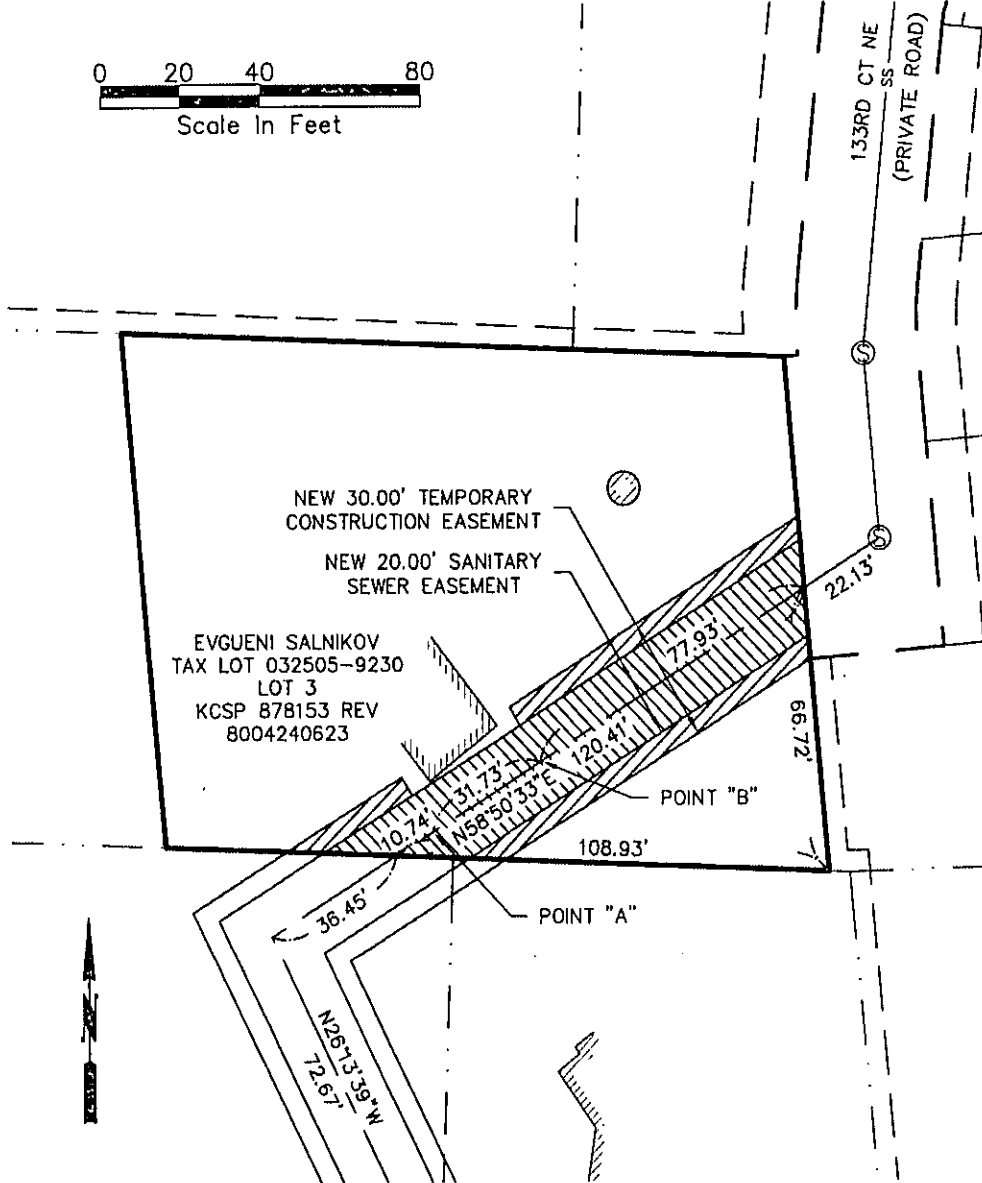 0 20 40 80
Scale In Feet
133RD CT NE
SS
(PRIVATE ROAD)
NEW 30.00' TEMPORARY
CONSTRUCTION EASEMENT
NEW 20.00' SANITARY
SEWER EASEMENT
S
S
22.13'
77.93'
EVGUENI SALNIKOV
TAX LOT 032505-9230
LOT 3
KCSP 878153 REV
8004240623
66.72'
31.73'
10.74'
N58°50'33"E 120.41'
POINT "B"
108.93'
36.45'
POINT "A"
N
N26°13'39"W
72.67'